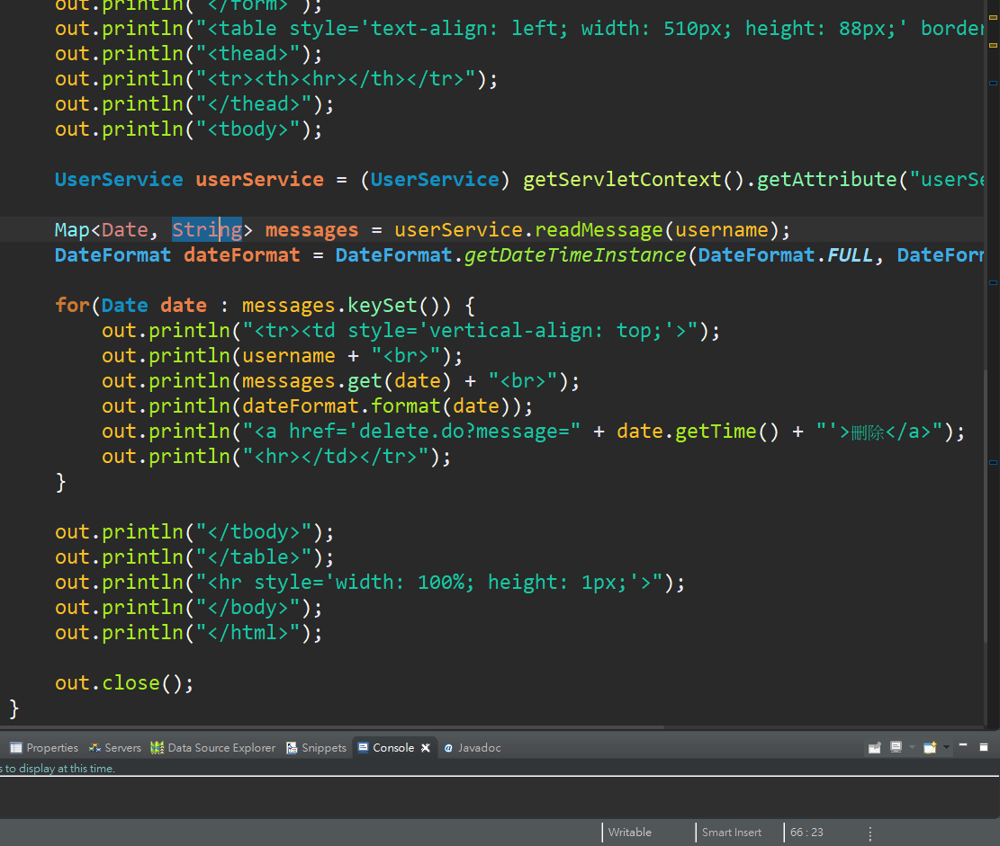 out.println("</form>");
out.println("<table style='text-align: left; width: 510px; height: 88px;' border
out.println("<thead>");
out.println("<tr><th><hr></th></tr>");
out.println("</thead>");
out.println("<tbody>");
UserService userService = (UserService) getServletContext().getAttribute("userSe
Map<Date, String> messages = userService.readMessage(username);
DateFormat dateFormat = DateFormat.getDateTimeInstance(DateFormat.FULL, DateForm
for(Date date : messages.keySet()) {
out.println("<tr><td style='vertical-align: top;'>");
out.println(username + "<br>");
out.println(messages.get(date) + "<br>");
out.println(dateFormat.format(date));
out.println("<a href='delete.do?message=" + date.getTime() + "'>刪除</a>");
out.println("<hr></td></tr>");
}
out.println("</tbody>");
out.println("</table>");
out.println("<hr style='width: 100%; height: 1px;'>");
out.println("</body>");
out.println("</html>");
out.close();
}
Properties Servers Data Source Explorer Snippets Console Javadoc
s to display at this time.
Writable Smart Insert 66 : 23